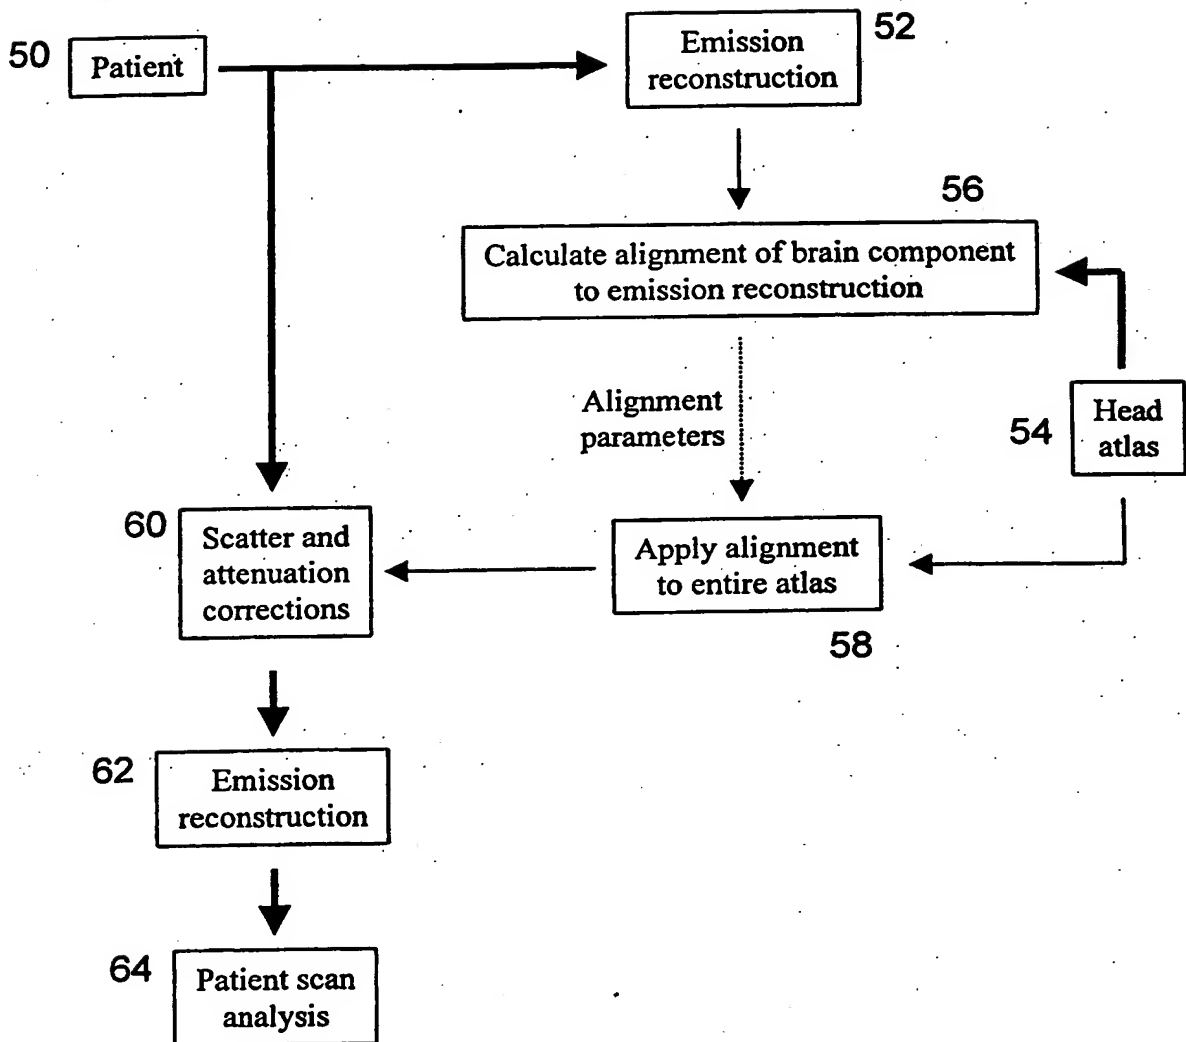 50
Patient
Emission
reconstruction
52
56
Calculate alignment of brain component
to emission reconstruction
Alignment
parameters
54
Head
atlas
60
Scatter and
attenuation
corrections
Apply alignment
to entire atlas
58
62
Emission
reconstruction
64
Patient scan
analysis